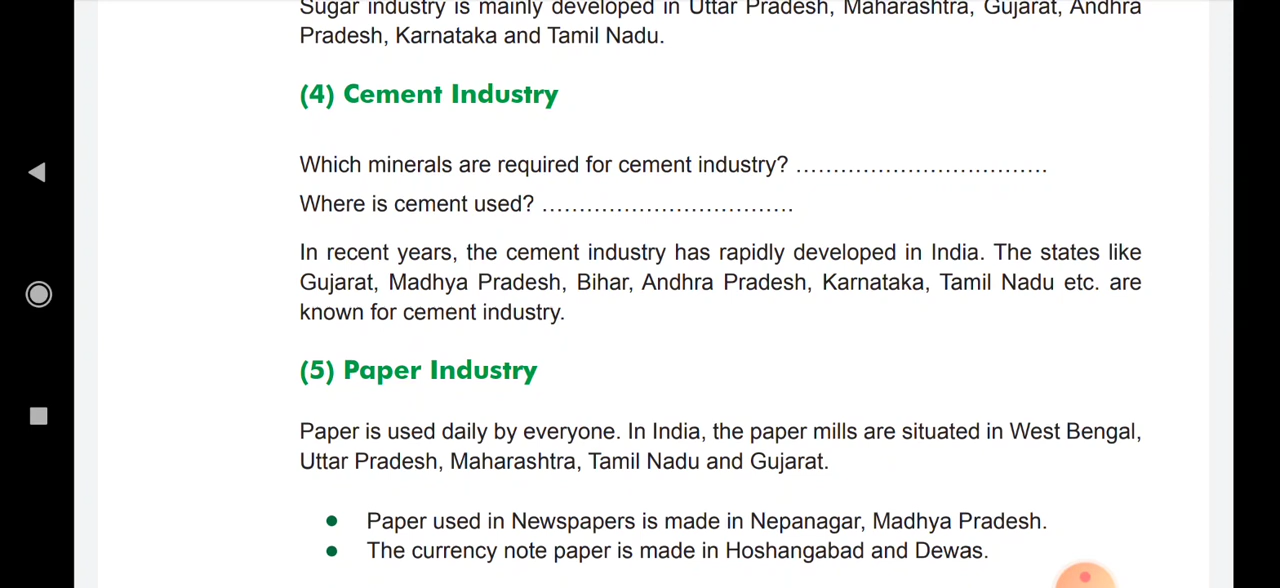 Sugar industry is mainly developed in Uttar Pradesh, Maharashtra, Gujarat, Andhra
Pradesh, Karnataka and Tamil Nadu.
(4) Cement Industry
Which minerals are required for cement industry? ..................................
Where is cement used? ..................................
In recent years, the cement industry has rapidly developed in India. The states like
Gujarat, Madhya Pradesh, Bihar, Andhra Pradesh, Karnataka, Tamil Nadu etc. are
known for cement industry.
(5) Paper Industry
Paper is used daily by everyone. In India, the paper mills are situated in West Bengal,
Uttar Pradesh, Maharashtra, Tamil Nadu and Gujarat.
● Paper used in Newspapers is made in Nepanagar, Madhya Pradesh.
● The currency note paper is made in Hoshangabad and Dewas.